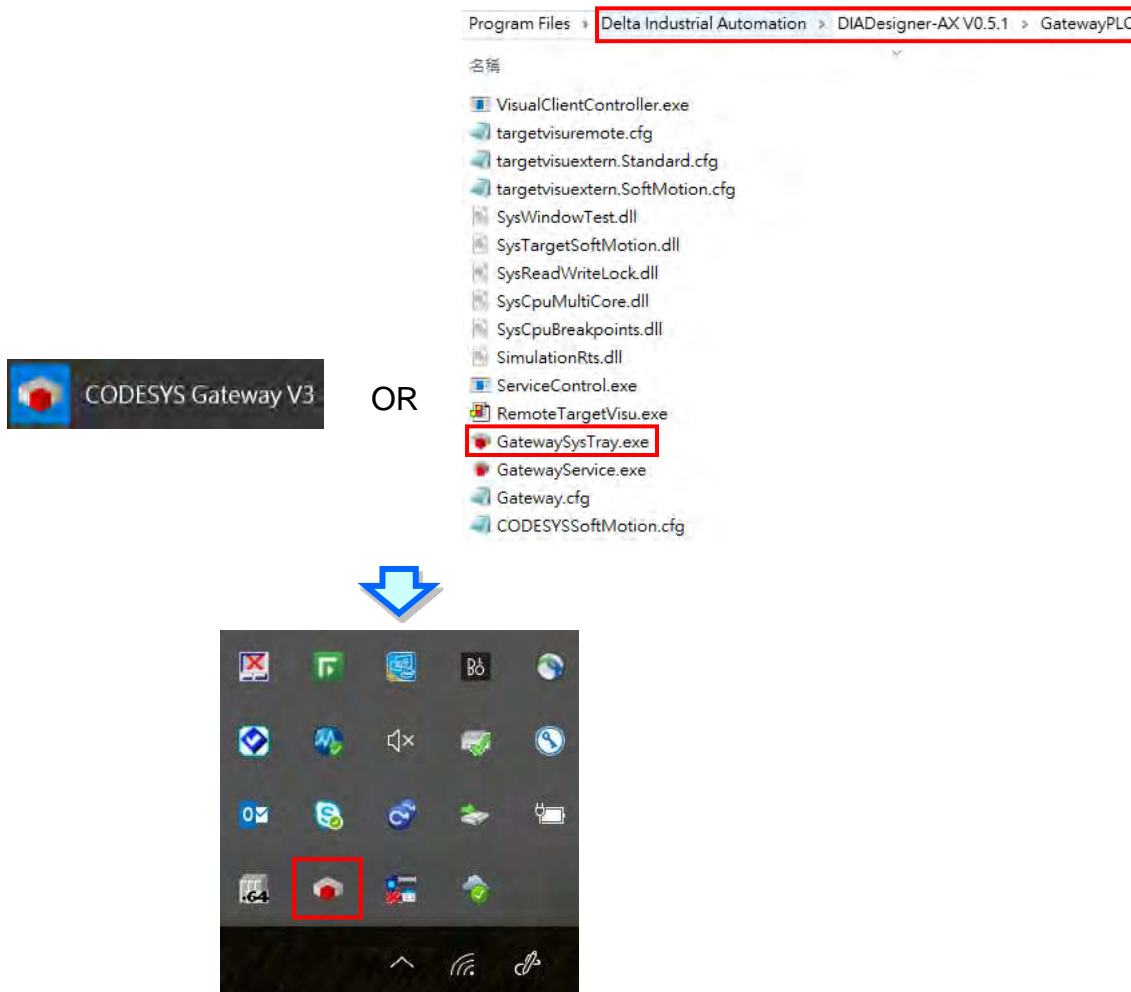 Program Files > Delta Industrial Automation > DIADesigner-AX V0.5.1 > GatewayPLC
名稱
VisualClientController.exe
targetvisuremote.cfg
targetvisuextern.Standard.cfg
targetvisuextern.SoftMotion.cfg
SysWindowTest.dll
SysTargetSoftMotion.dll
SysReadWriteLock.dll
SysCpuMultiCore.dll
SysCpuBreakpoints.dll
SimulationRts.dll
ServiceControl.exe
RemoteTargetVisu.exe
GatewaySysTray.exe
GatewayService.exe
Gateway.cfg
CODESYSSoftMotion.cfg
CODESYS Gateway V3
OR
.64